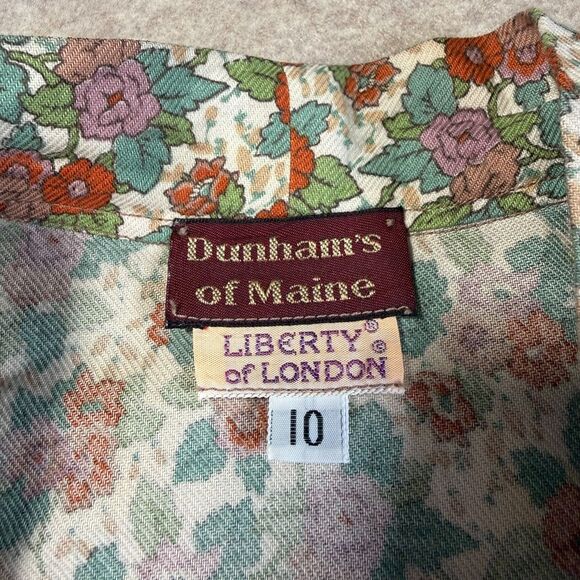 Dunham's
of Maine
LIBERTY®
of LONDON ®
10